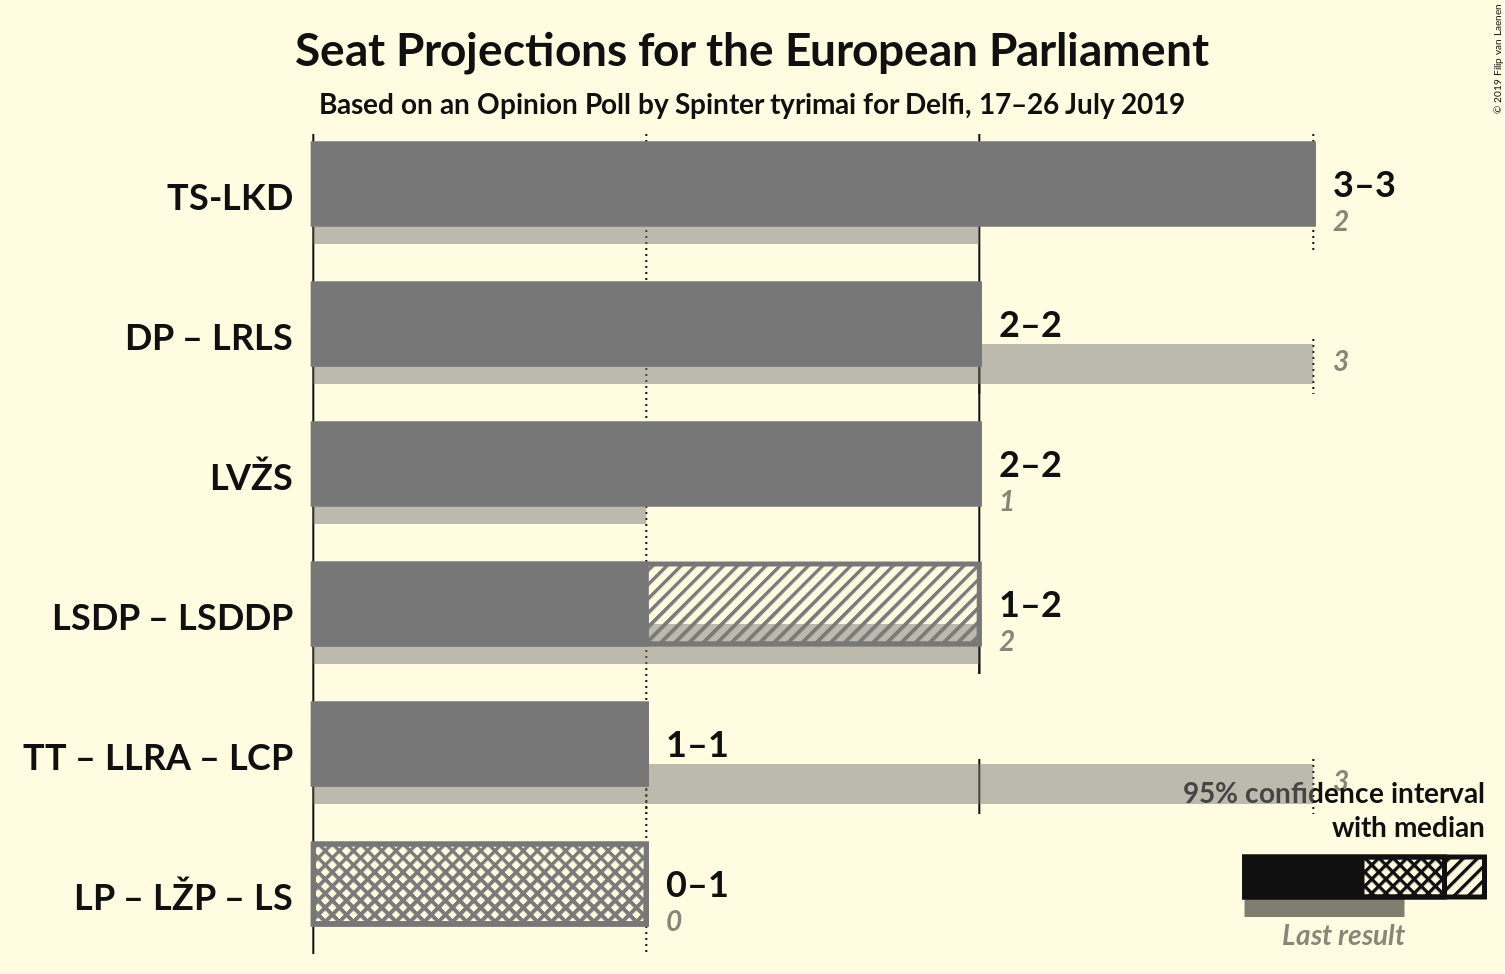 Seat Projections for the European Parliament
Based on an Opinion Poll by Spinter tyrimai for Delfi, 17–26 July 2019
© 2019 Filip van Laenen
TS-LKD
3–3
2
DP – LRLS
2–2
3
LVŽS
2–2
1
LSDP – LSDDP
1–2
2
TT – LLRA – LCP
1–1
3
LP – LŽP – LS
0–1
0
95% confidence interval
with median
Last result